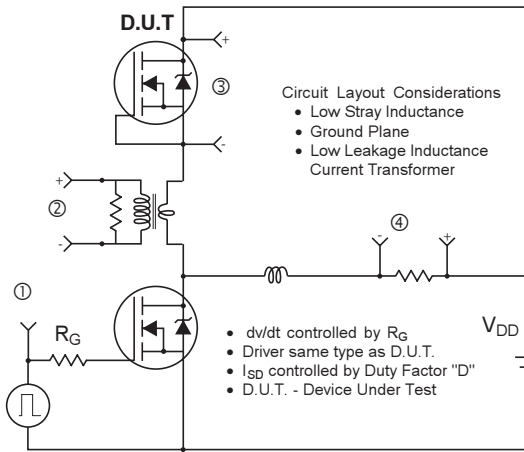 D.U.T
+
③
-
Circuit Layout Considerations
• Low Stray Inductance
• Ground Plane
• Low Leakage Inductance
Current Transformer
+
②
-
④
- +
①
RG
• dv/dt controlled by RG
• Driver same type as D.U.T.
• ISD controlled by Duty Factor "D"
• D.U.T. - Device Under Test
VDD